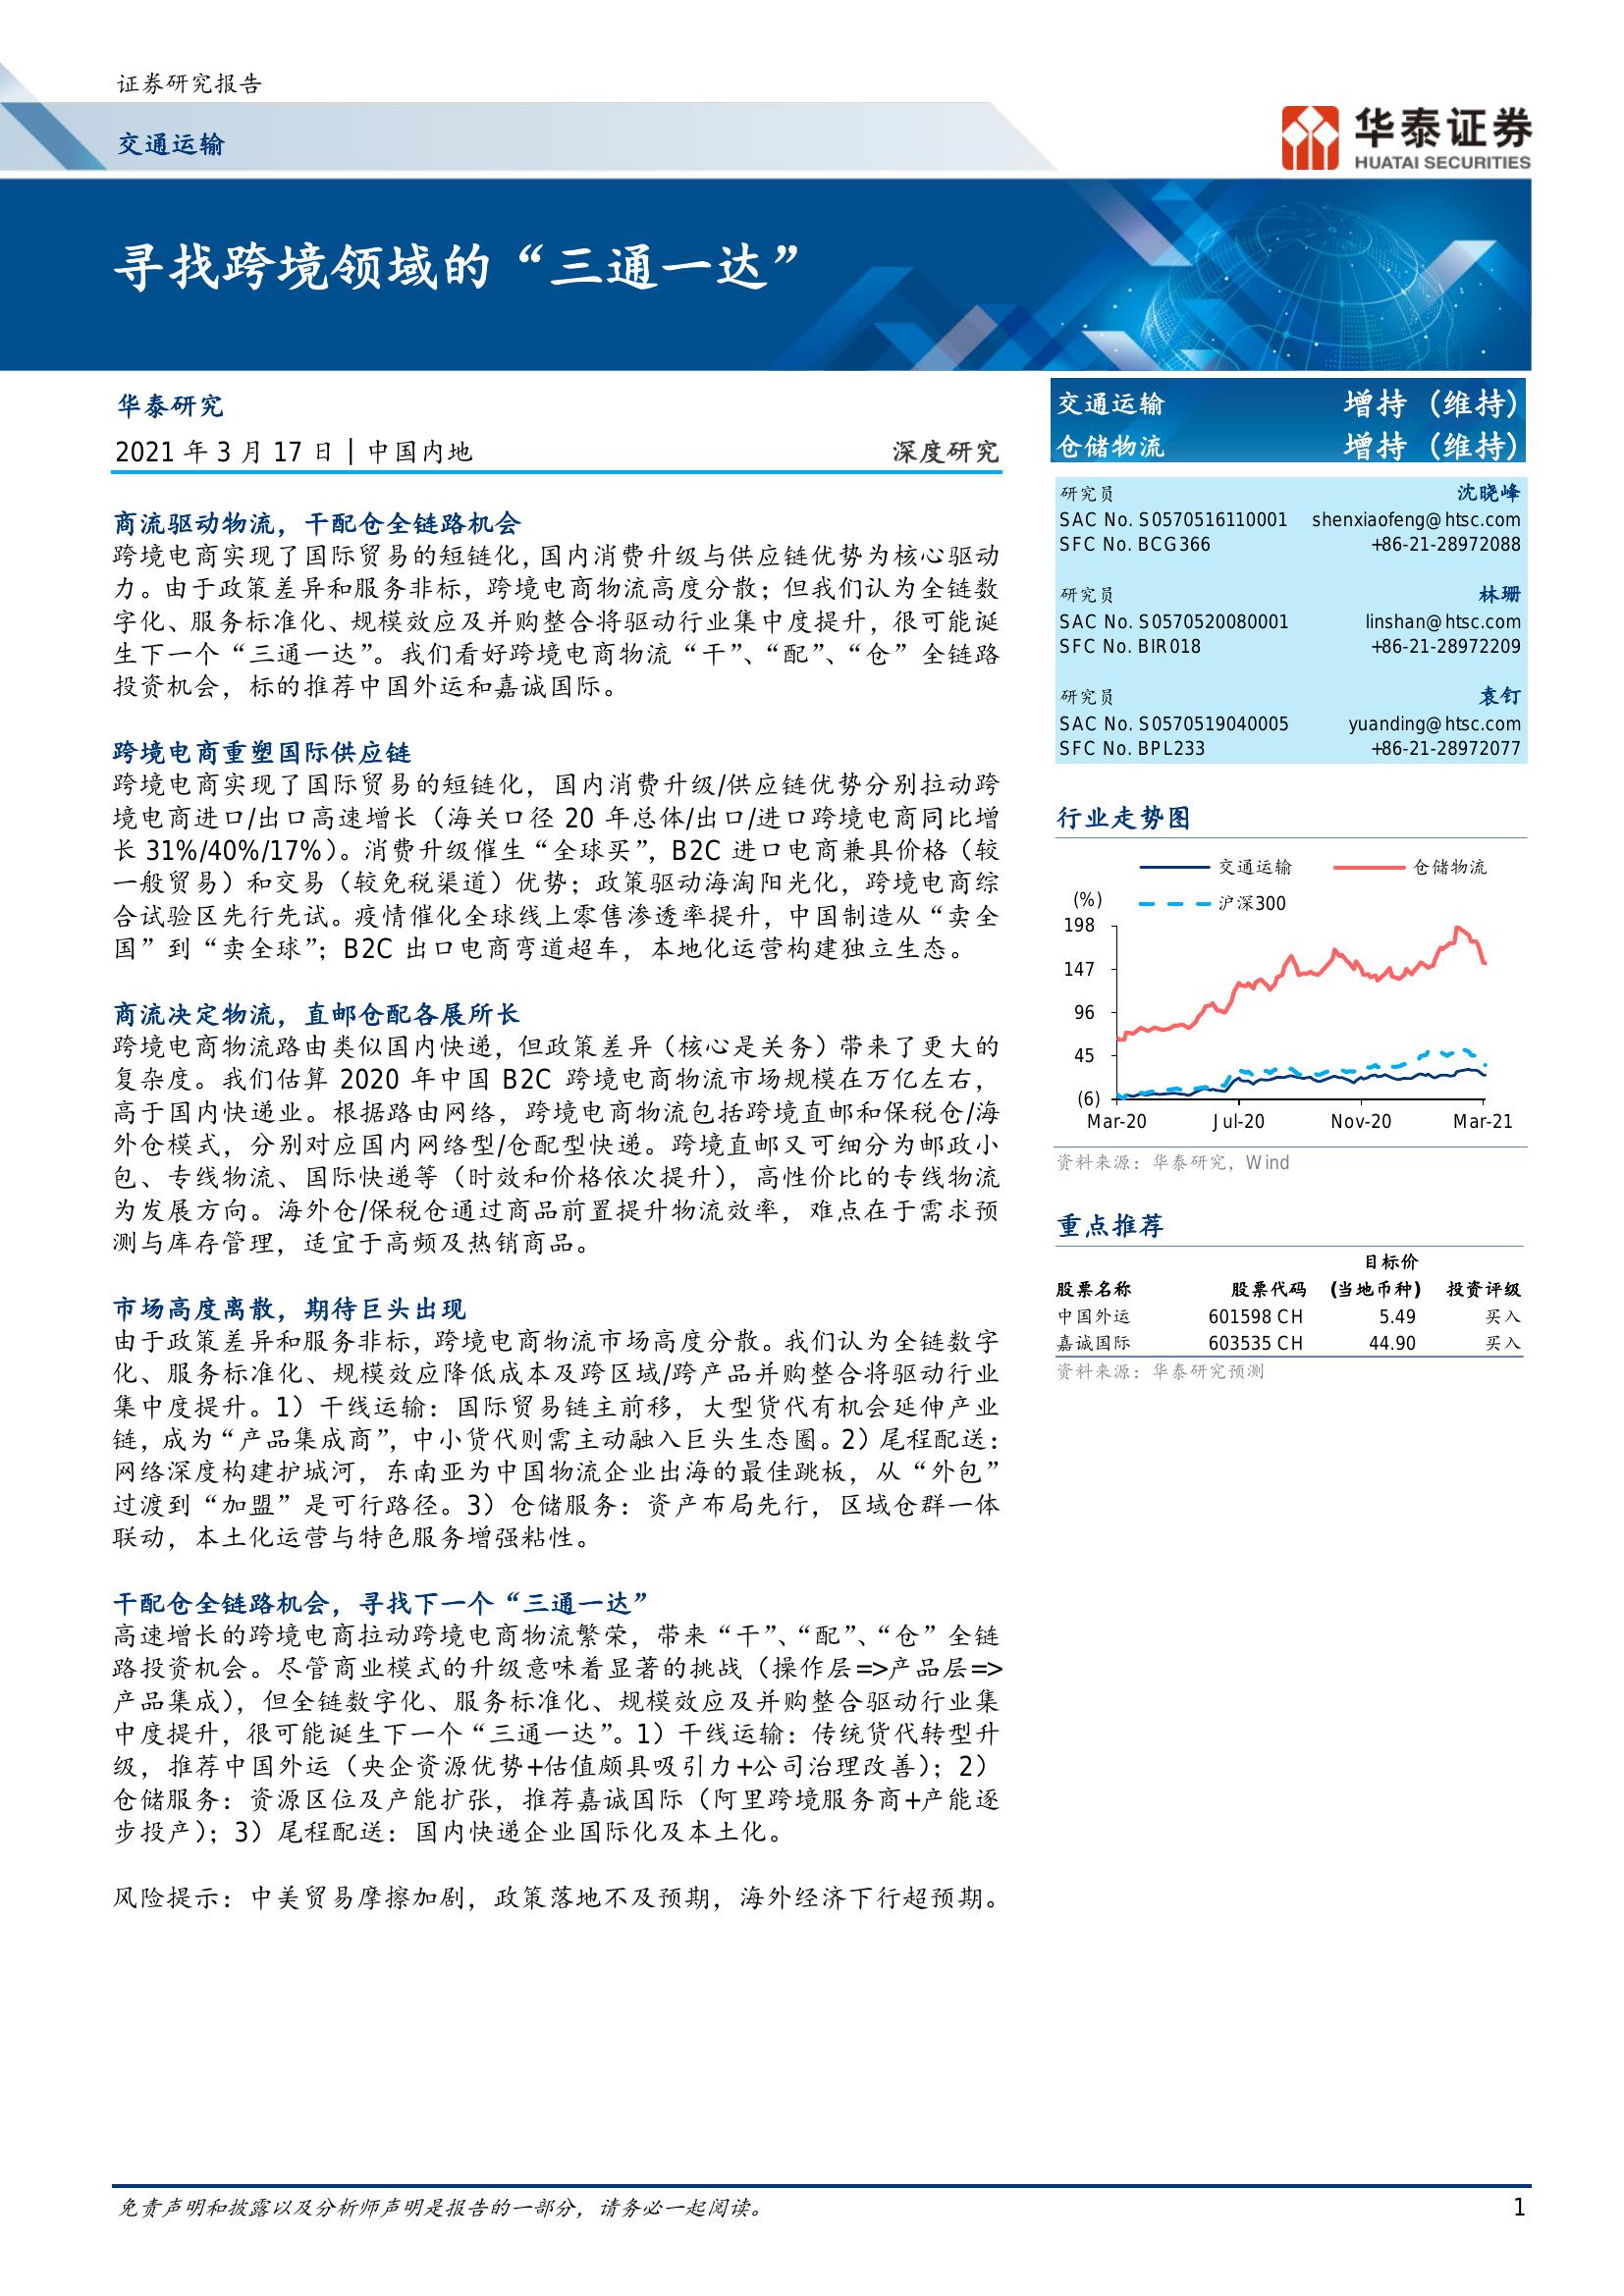 证券研究报告
交通运输
华泰证券
HUATAI SECURITIES
寻找跨境领域的“三通一达”
华泰研究
2021 年 3 月 17 日 | 中国内地 深度研究
商流驱动物流，干配仓全链路机会
跨境电商实现了国际贸易的短链化，国内消费升级与供应链优势为核心驱动
力。由于政策差异和服务非标，跨境电商物流高度分散；但我们认为全链数
字化、服务标准化、规模效应及并购整合将驱动行业集中度提升，很可能诞
生下一个“三通一达”。我们看好跨境电商物流“干”、“配”、“仓”全链路
投资机会，标的推荐中国外运和嘉诚国际。
跨境电商重塑国际供应链
跨境电商实现了国际贸易的短链化，国内消费升级/供应链优势分别拉动跨
境电商进口/出口高速增长（海关口径 20 年总体/出口/进口跨境电商同比增
长 31%/40%/17%）。消费升级催生“全球买”，B2C 进口电商兼具价格（较
一般贸易）和交易（较免税渠道）优势；政策驱动海淘阳光化，跨境电商综
合试验区先行先试。疫情催化全球线上零售渗透率提升，中国制造从“卖全
国”到“卖全球”；B2C 出口电商弯道超车，本地化运营构建独立生态。
商流决定物流，直邮仓配各展所长
跨境电商物流路由类似国内快递，但政策差异（核心是关务）带来了更大的
复杂度。我们估算 2020 年中国 B2C 跨境电商物流市场规模在万亿左右，
高于国内快递业。根据路由网络，跨境电商物流包括跨境直邮和保税仓/海
外仓模式，分别对应国内网络型/仓配型快递。跨境直邮又可细分为邮政小
包、专线物流、国际快递等（时效和价格依次提升），高性价比的专线物流
为发展方向。海外仓/保税仓通过商品前置提升物流效率，难点在于需求预
测与库存管理，适宜于高频及热销商品。
市场高度离散，期待巨头出现
由于政策差异和服务非标，跨境电商物流市场高度分散。我们认为全链数字
化、服务标准化、规模效应降低成本及跨区域/跨产品并购整合将驱动行业
集中度提升。1）干线运输：国际贸易链主前移，大型货代有机会延伸产业
链，成为“产品集成商”，中小货代则需主动融入巨头生态圈。2）尾程配送：
网络深度构建护城河，东南亚为中国物流企业出海的最佳跳板，从“外包”
过渡到“加盟”是可行路径。3）仓储服务：资产布局先行，区域仓群一体
联动，本土化运营与特色服务增强粘性。
干配仓全链路机会，寻找下一个“三通一达”
高速增长的跨境电商拉动跨境电商物流繁荣，带来“干”、“配”、“仓”全链
路投资机会。尽管商业模式的升级意味着显著的挑战（操作层=>产品层=>
产品集成），但全链数字化、服务标准化、规模效应及并购整合驱动行业集
中度提升，很可能诞生下一个“三通一达”。1）干线运输：传统货代转型升
级，推荐中国外运（央企资源优势+估值颇具吸引力+公司治理改善）；2）
仓储服务：资源区位及产能扩张，推荐嘉诚国际（阿里跨境服务商+产能逐
步投产）；3）尾程配送：国内快递企业国际化及本土化。
风险提示：中美贸易摩擦加剧，政策落地不及预期，海外经济下行超预期。
交通运输 增持 (维持)
仓储物流 增持 (维持)
研究员 沈晓峰
SAC No. S0570516110001 shenxiaofeng@htsc.com
SFC No. BCG366 +86-21-28972088
研究员 林珊
SAC No. S0570520080001 linshan@htsc.com
SFC No. BIR018 +86-21-28972209
研究员 袁钉
SAC No. S0570519040005 yuanding@htsc.com
SFC No. BPL233 +86-21-28972077
行业走势图
交通运输 仓储物流
(%) 沪深300
198
147
96
45
(6)
Mar-20 Jul-20 Nov-20 Mar-21
资料来源：华泰研究，Wind
重点推荐
目标价
股票名称 股票代码 (当地币种) 投资评级
中国外运 601598 CH 5.49 买入
嘉诚国际 603535 CH 44.90 买入
资料来源：华泰研究预测
免责声明和披露以及分析师声明是报告的一部分，请务必一起阅读。 1